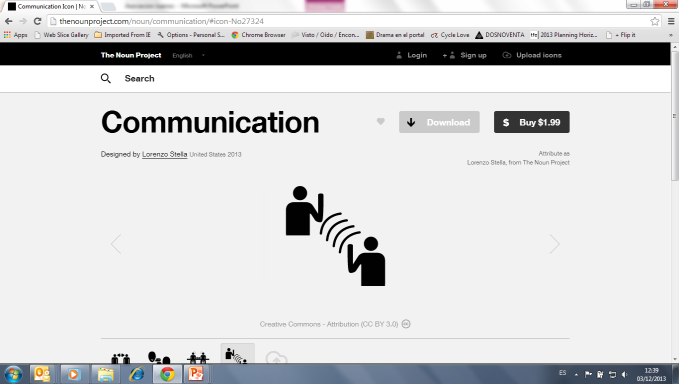 Communication Icon | No
thenounproject.com/noun/communication/#icon-No27324
Apps Web Slice Gallery Imported From IE Options - Personal S... Chrome Browser Visto / Oído / Encon... Drama en el portal Cycle Love DOSNOVENTA 2013 Planning Horiz... + Flip it »
The Noun Project English Login + Sign up Upload icons
Search
Communication
Download
$ Buy $1.99
Designed by Lorenzo Stella United States 2013
Attribute as
Lorenzo Stella, from The Noun Project
Creative Commons - Attribution (CC BY 3.0)
ES
12:39
03/12/2013